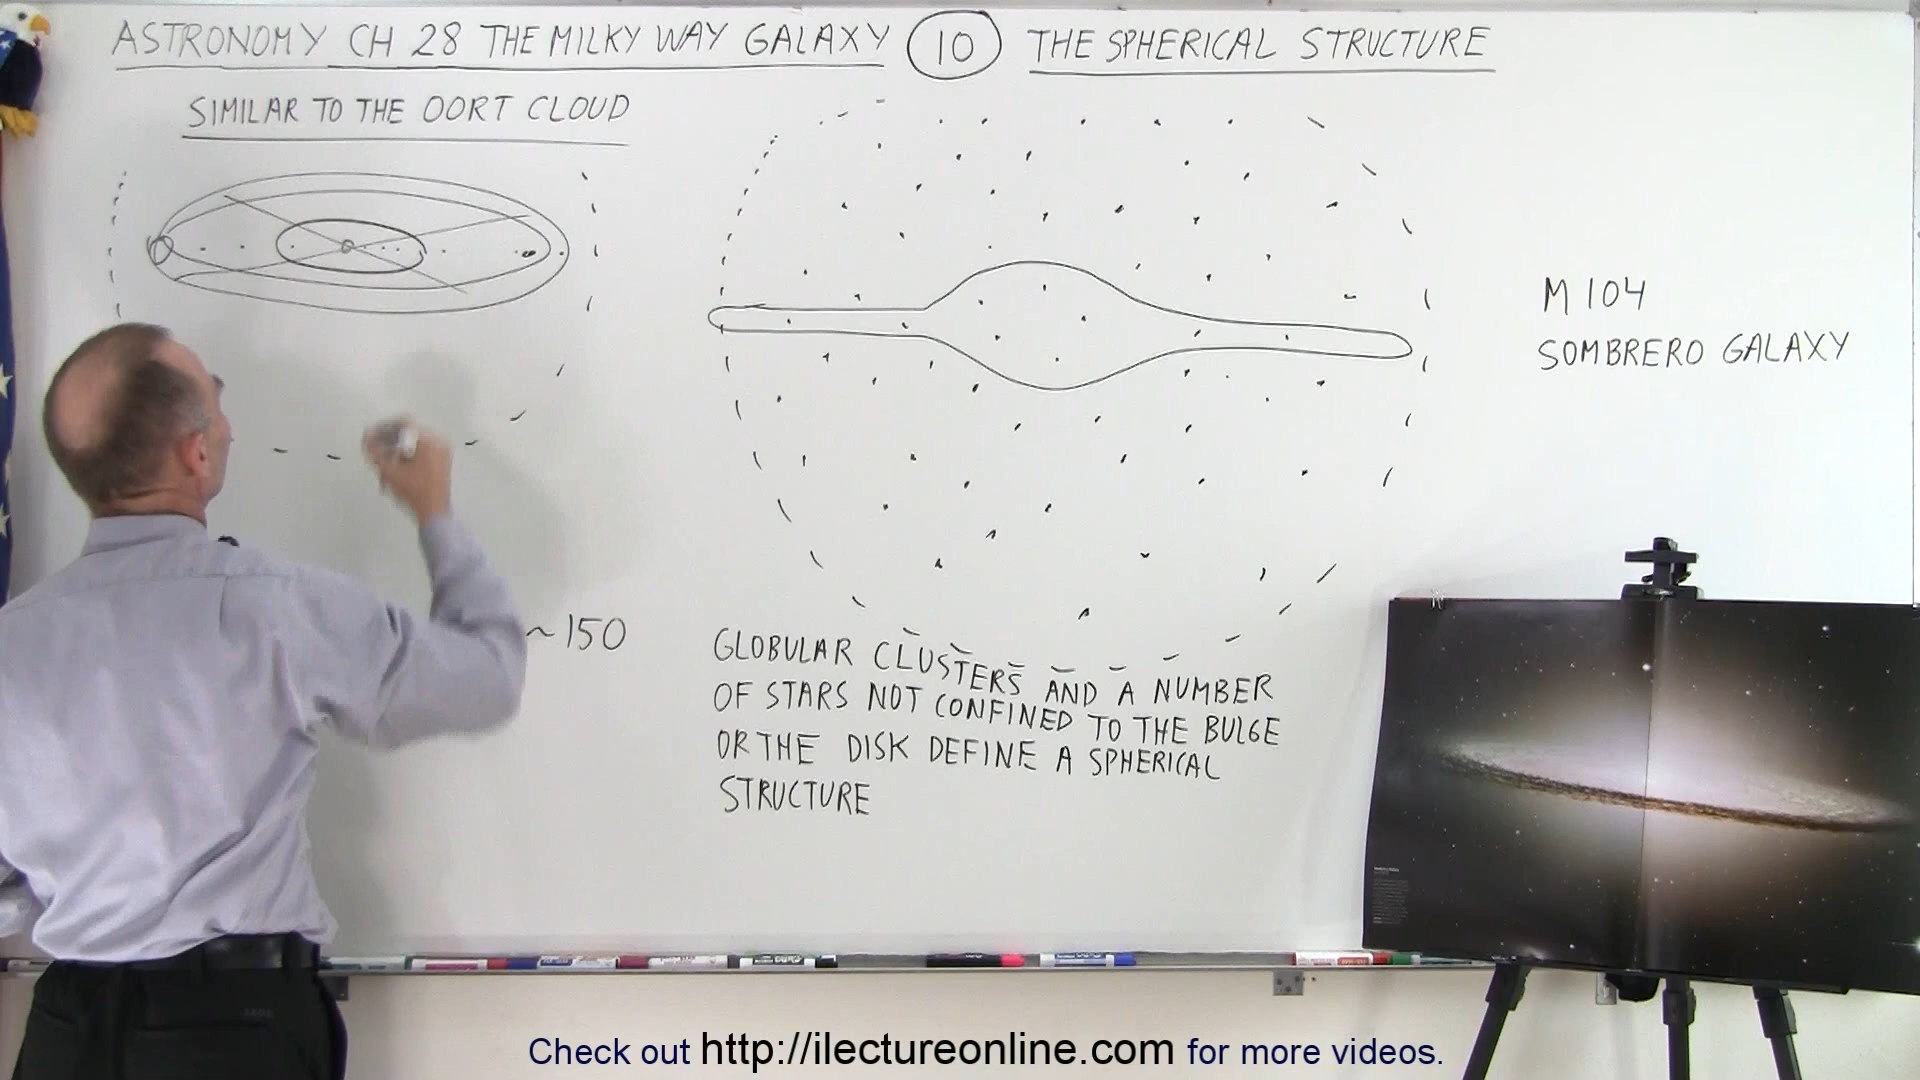 ASTRONOMY CH 28 THE MILKY WAY GALAXY 10 THE SPHERICAL STRUCTURE
SIMILAR TO THE OORT CLOUD
M 104
SOMBRERO GALAXY
~150
GLOBULAR CLUSTERS AND A NUMBER
OF STARS NOT CONFINED TO THE BULGE
OR THE DISK DEFINE A SPHERICAL
STRUCTURE
Check out http://ilectureonline.com for more videos.